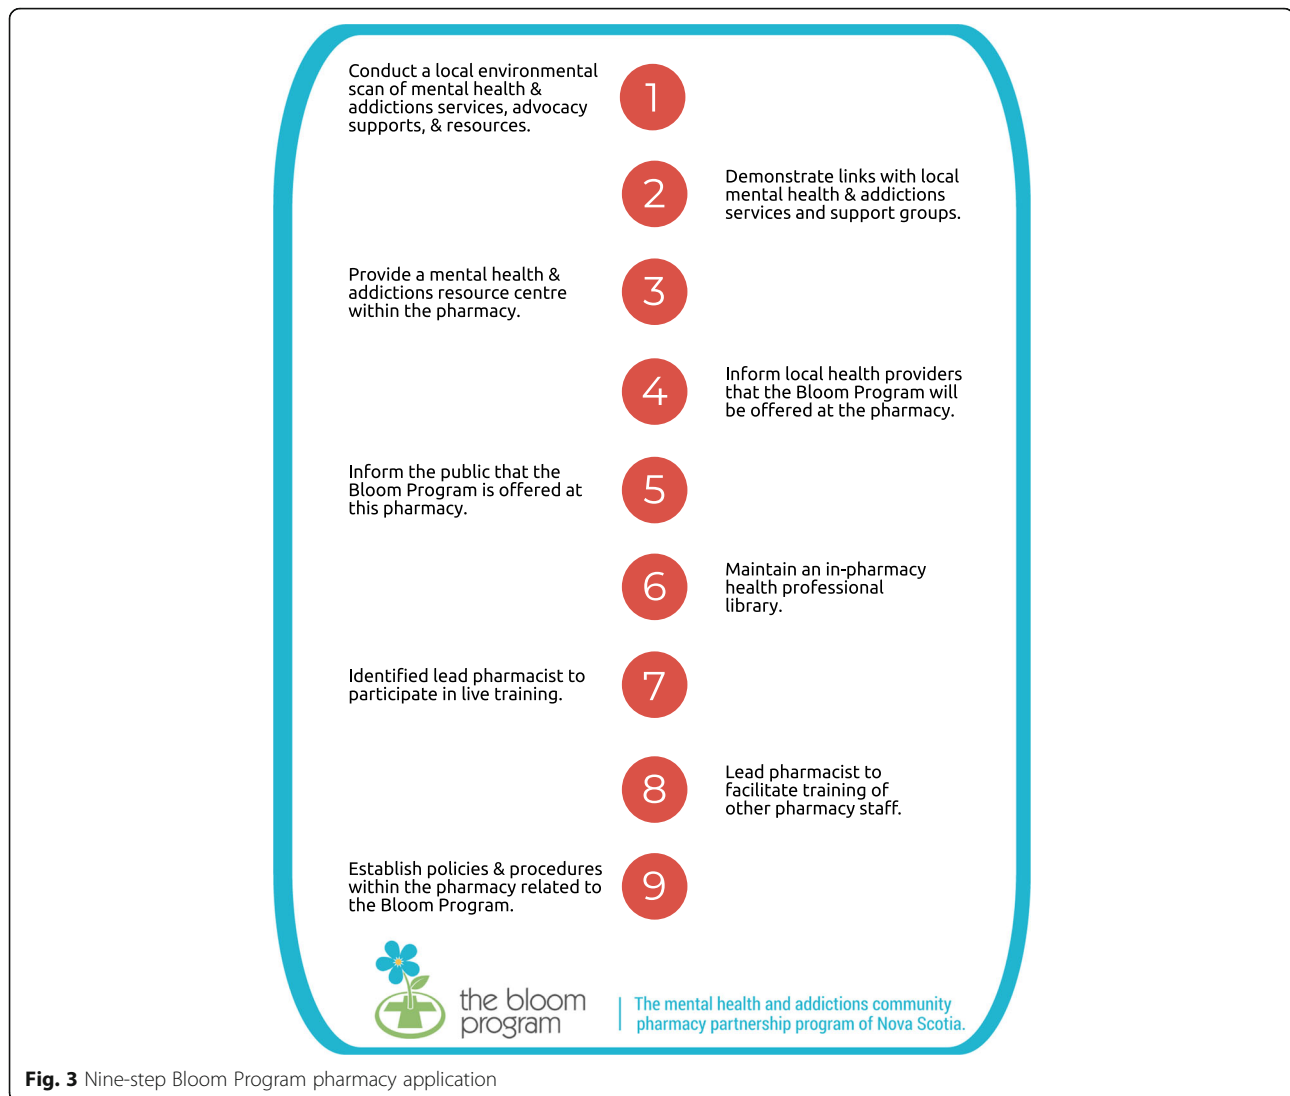 Conduct a local environmental
scan of mental health &
addictions services, advocacy
supports, & resources.
1
2
Demonstrate links with local
mental health & addictions
services and support groups.
Provide a mental health &
addictions resource centre
within the pharmacy.
3
4
Inform local health providers
that the Bloom Program will
be offered at the pharmacy.
Inform the public that the
Bloom Program is offered at
this pharmacy.
5
6
Maintain an in-pharmacy
health professional
library.
Identified lead pharmacist to
participate in live training.
7
8
Lead pharmacist to
facilitate training of
other pharmacy staff.
Establish policies & procedures
within the pharmacy related to
the Bloom Program.
9
the bloom
program
The mental health and addictions community
pharmacy partnership program of Nova Scotia.
Fig. 3 Nine-step Bloom Program pharmacy application